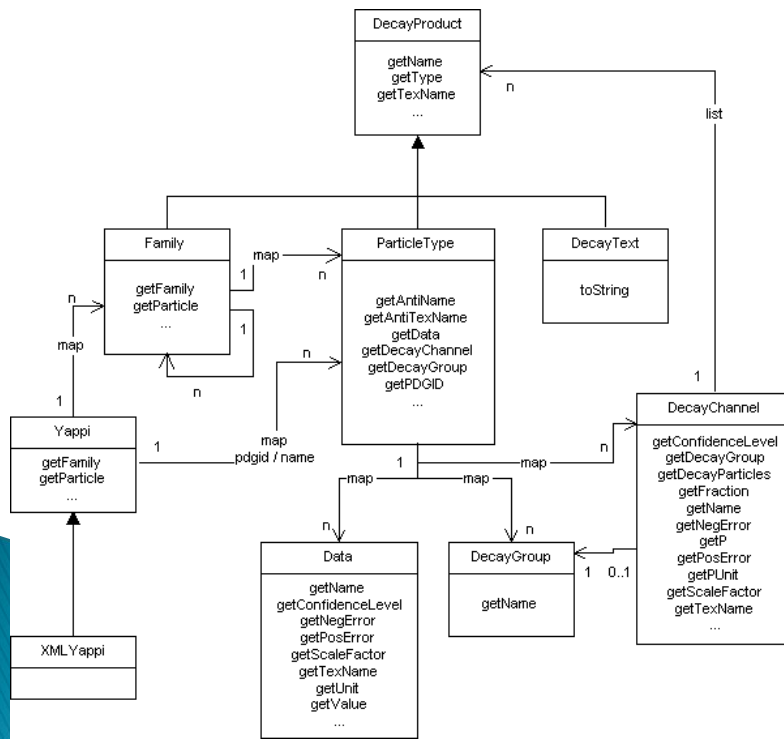 DecayProduct
getName
getType
getTexName
...
n
list
Family
getFamily
getParticle
...
1
map
n
1
n
ParticleType
getAntiName
getAntiTexName
getData
getDecayChannel
getDecayGroup
getPDGID
...
DecayText
toString
n
map
1
n
Yappi
getFamily
getParticle
...
1
map
pdgid / name
1
map
map
map
n
n
n
1
DecayChannel
getConfidenceLevel
getDecayGroup
getDecayParticles
getFraction
getName
getNegError
getP
getPosError
getPUnit
getScaleFactor
getTexName
...
Data
getName
getConfidenceLevel
getNegError
getPosError
getScaleFactor
getTexName
getUnit
getValue
...
DecayGroup
getName
1
0..1
XMLYappi